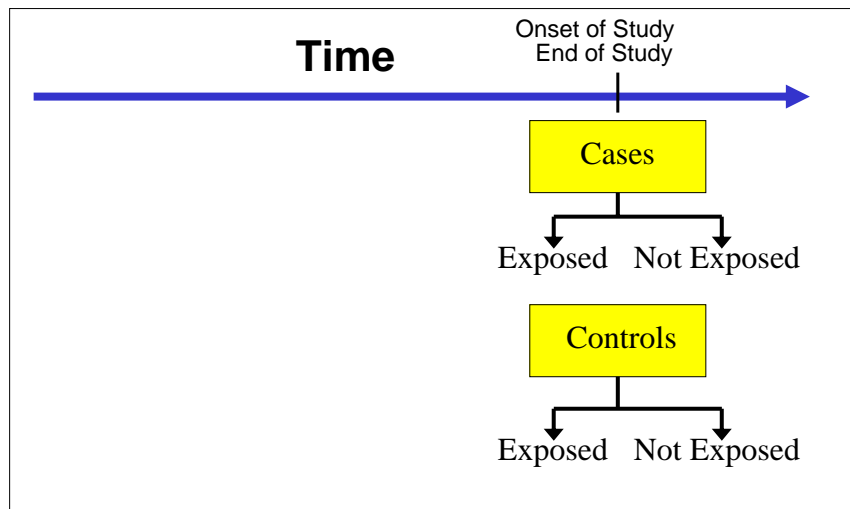 Onset of Study
Time
End of Study
Cases
Exposed Not Exposed
Controls
Exposed Not Exposed